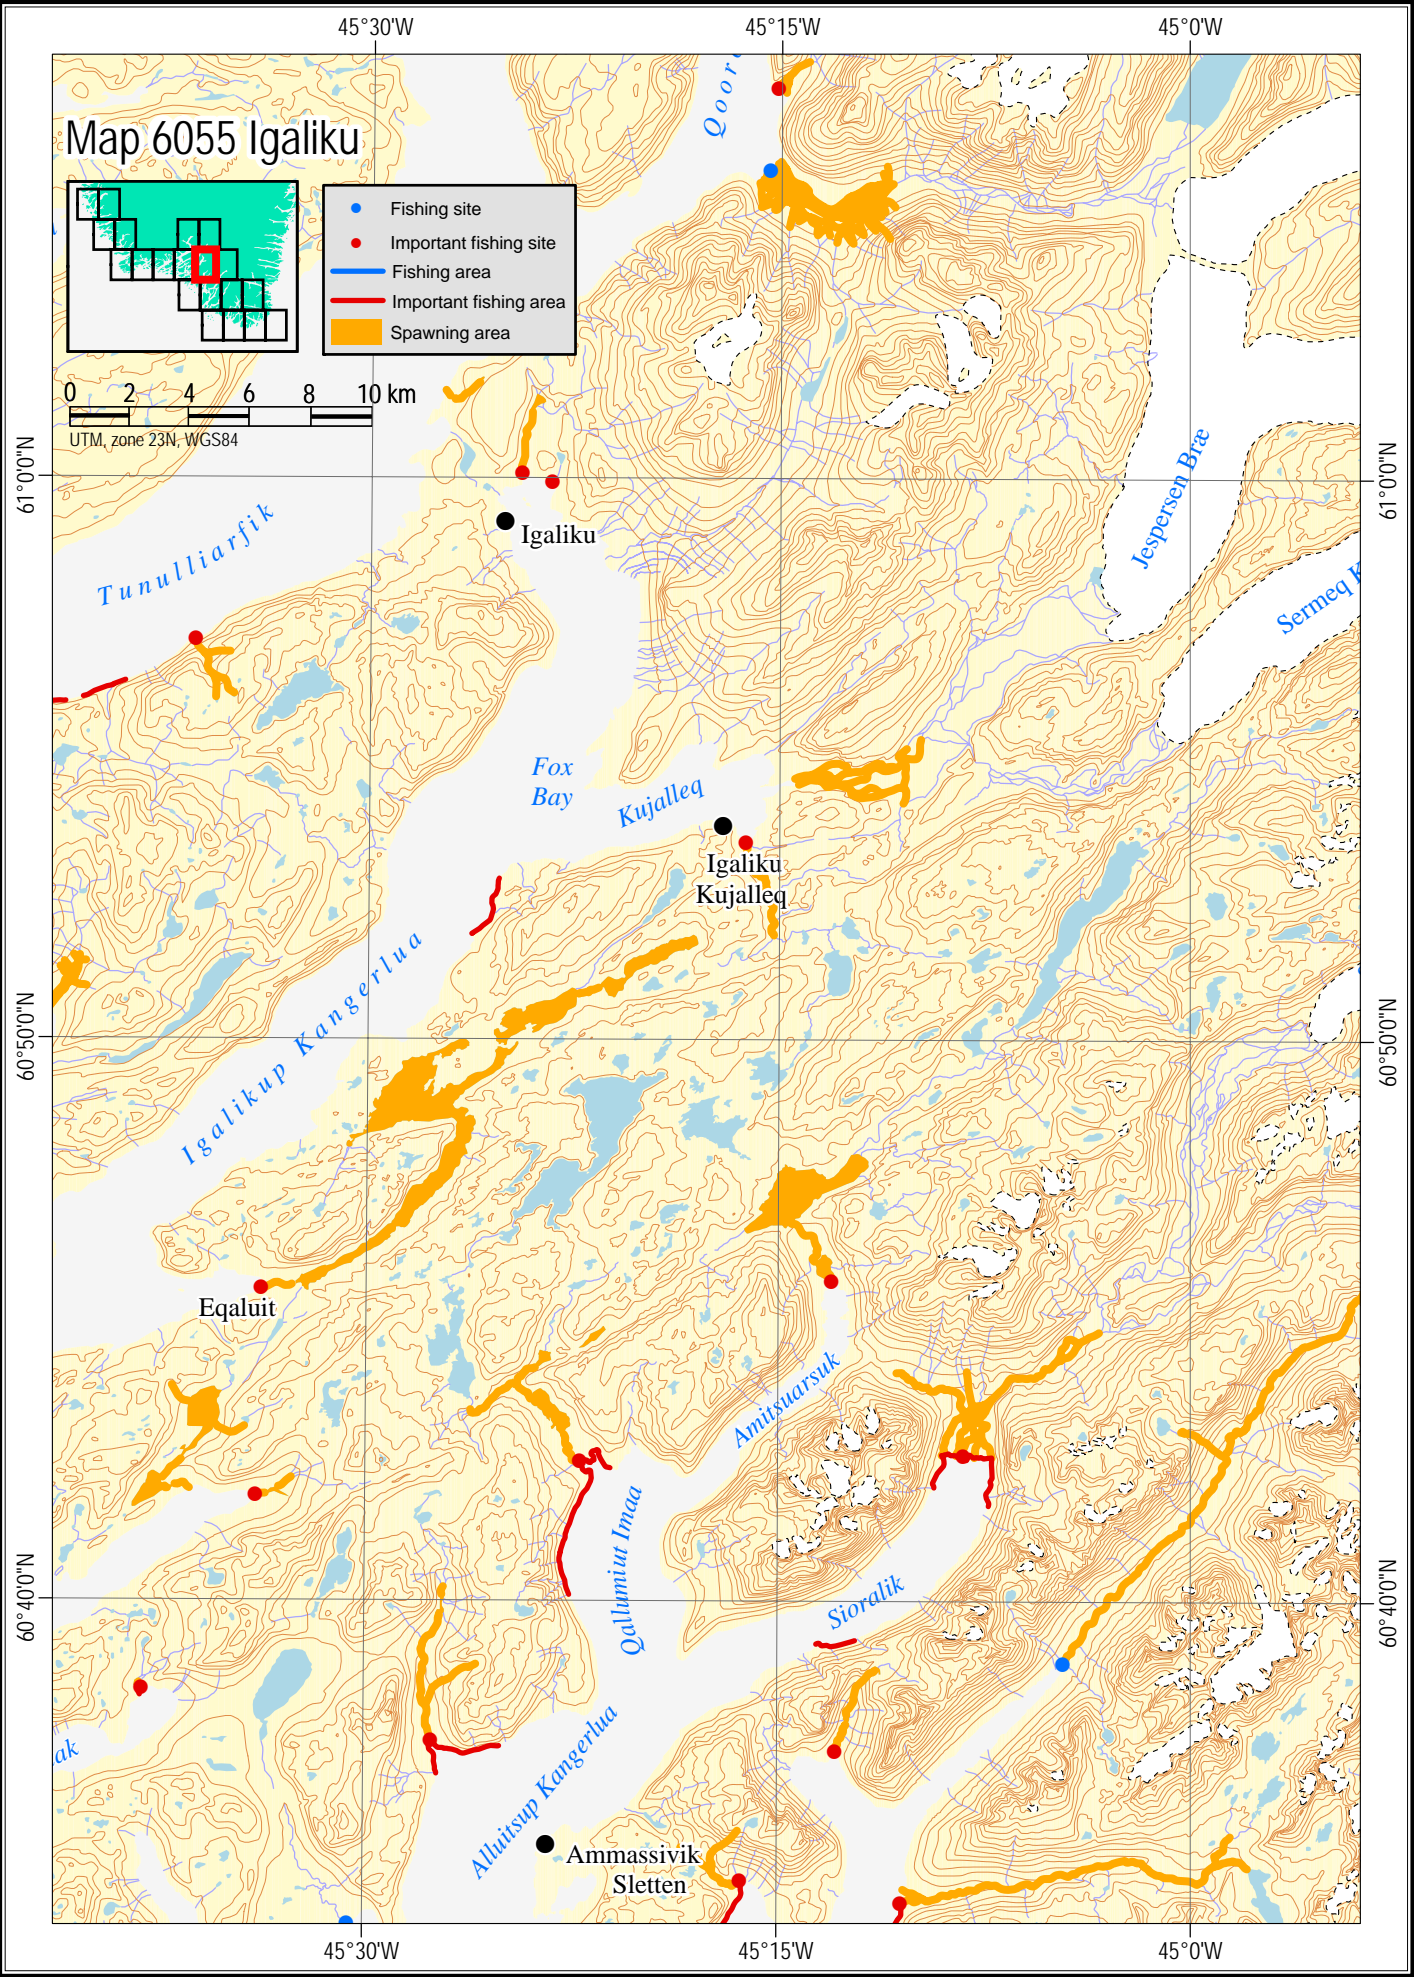 45°30'W 45°15'W 45°0'W
Qoor
Map 6055 Igaliku
Fishing site
Important fishing site
Fishing area
Important fishing area
Spawning area
0 2 4 6 8 10 km
UTM, zone 23N, WGS84
61°0'0"N
61°0'0"N
Jespersen Bræ
Tunulliarfik
Igaliku
Sermeq K
Fox
Bay
Kujalleq
Igaliku
Kujalleq
Igalikup Kangerlua
60°50'0"N
60°50'0"N
Eqaluit
Amitsuarsuk
Qallumiut Imaa
Sioralik
60°40'0"N
60°40'0"N
ak
Alluitsup Kangerlua
Ammassivik
Sletten
45°30'W 45°15'W 45°0'W